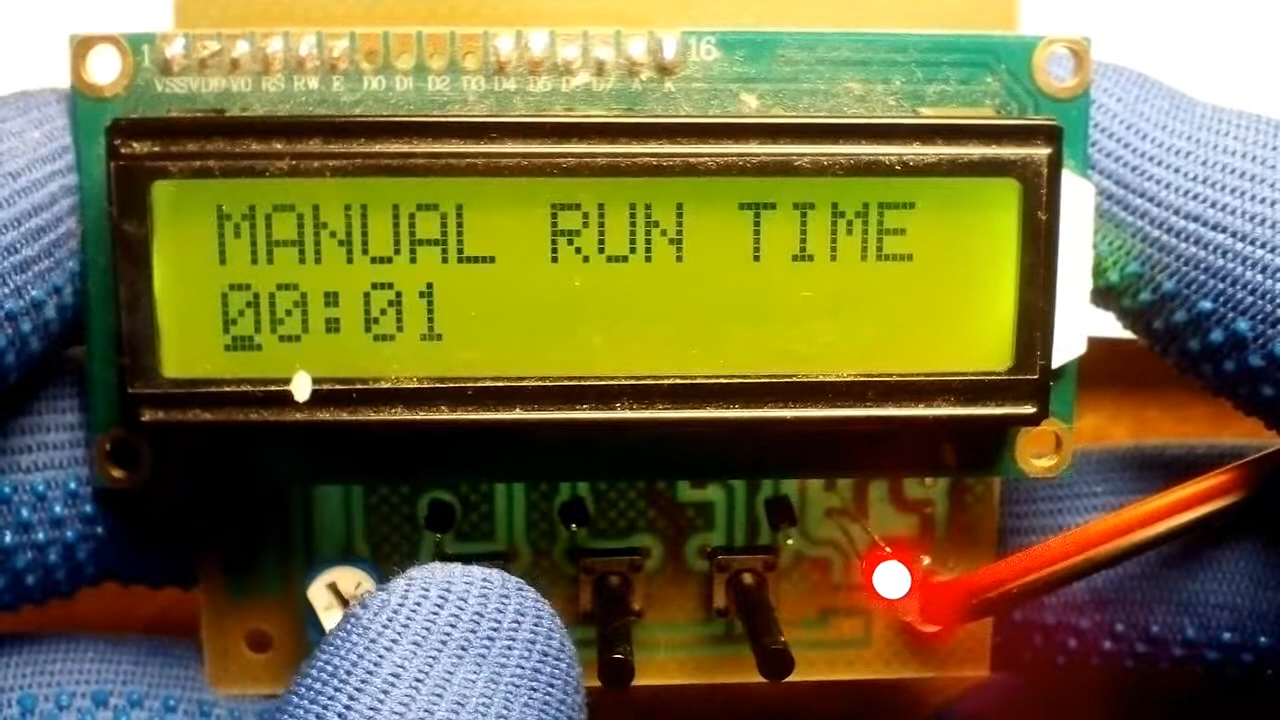 1 16
VSS VDD V0 RS RW E D0 D1 D2 D3 D4 D5 D6 D7 A K
MANUAL RUN TIME
00:01